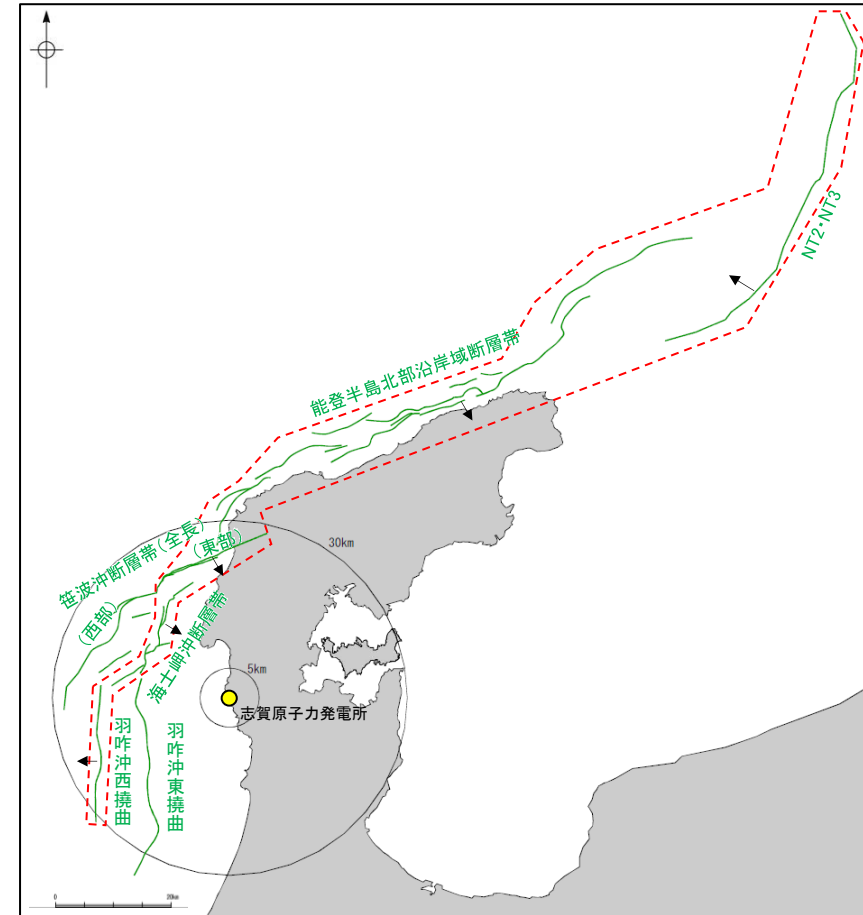 NT2・NT3
能登半島北部沿岸域断層帯
笹波沖断層帯(全長)
(東部)
(西部)
30km
海士岬沖断層帯
5km
志賀原子力発電所
羽咋沖西撓曲
羽咋沖東撓曲
0
20km